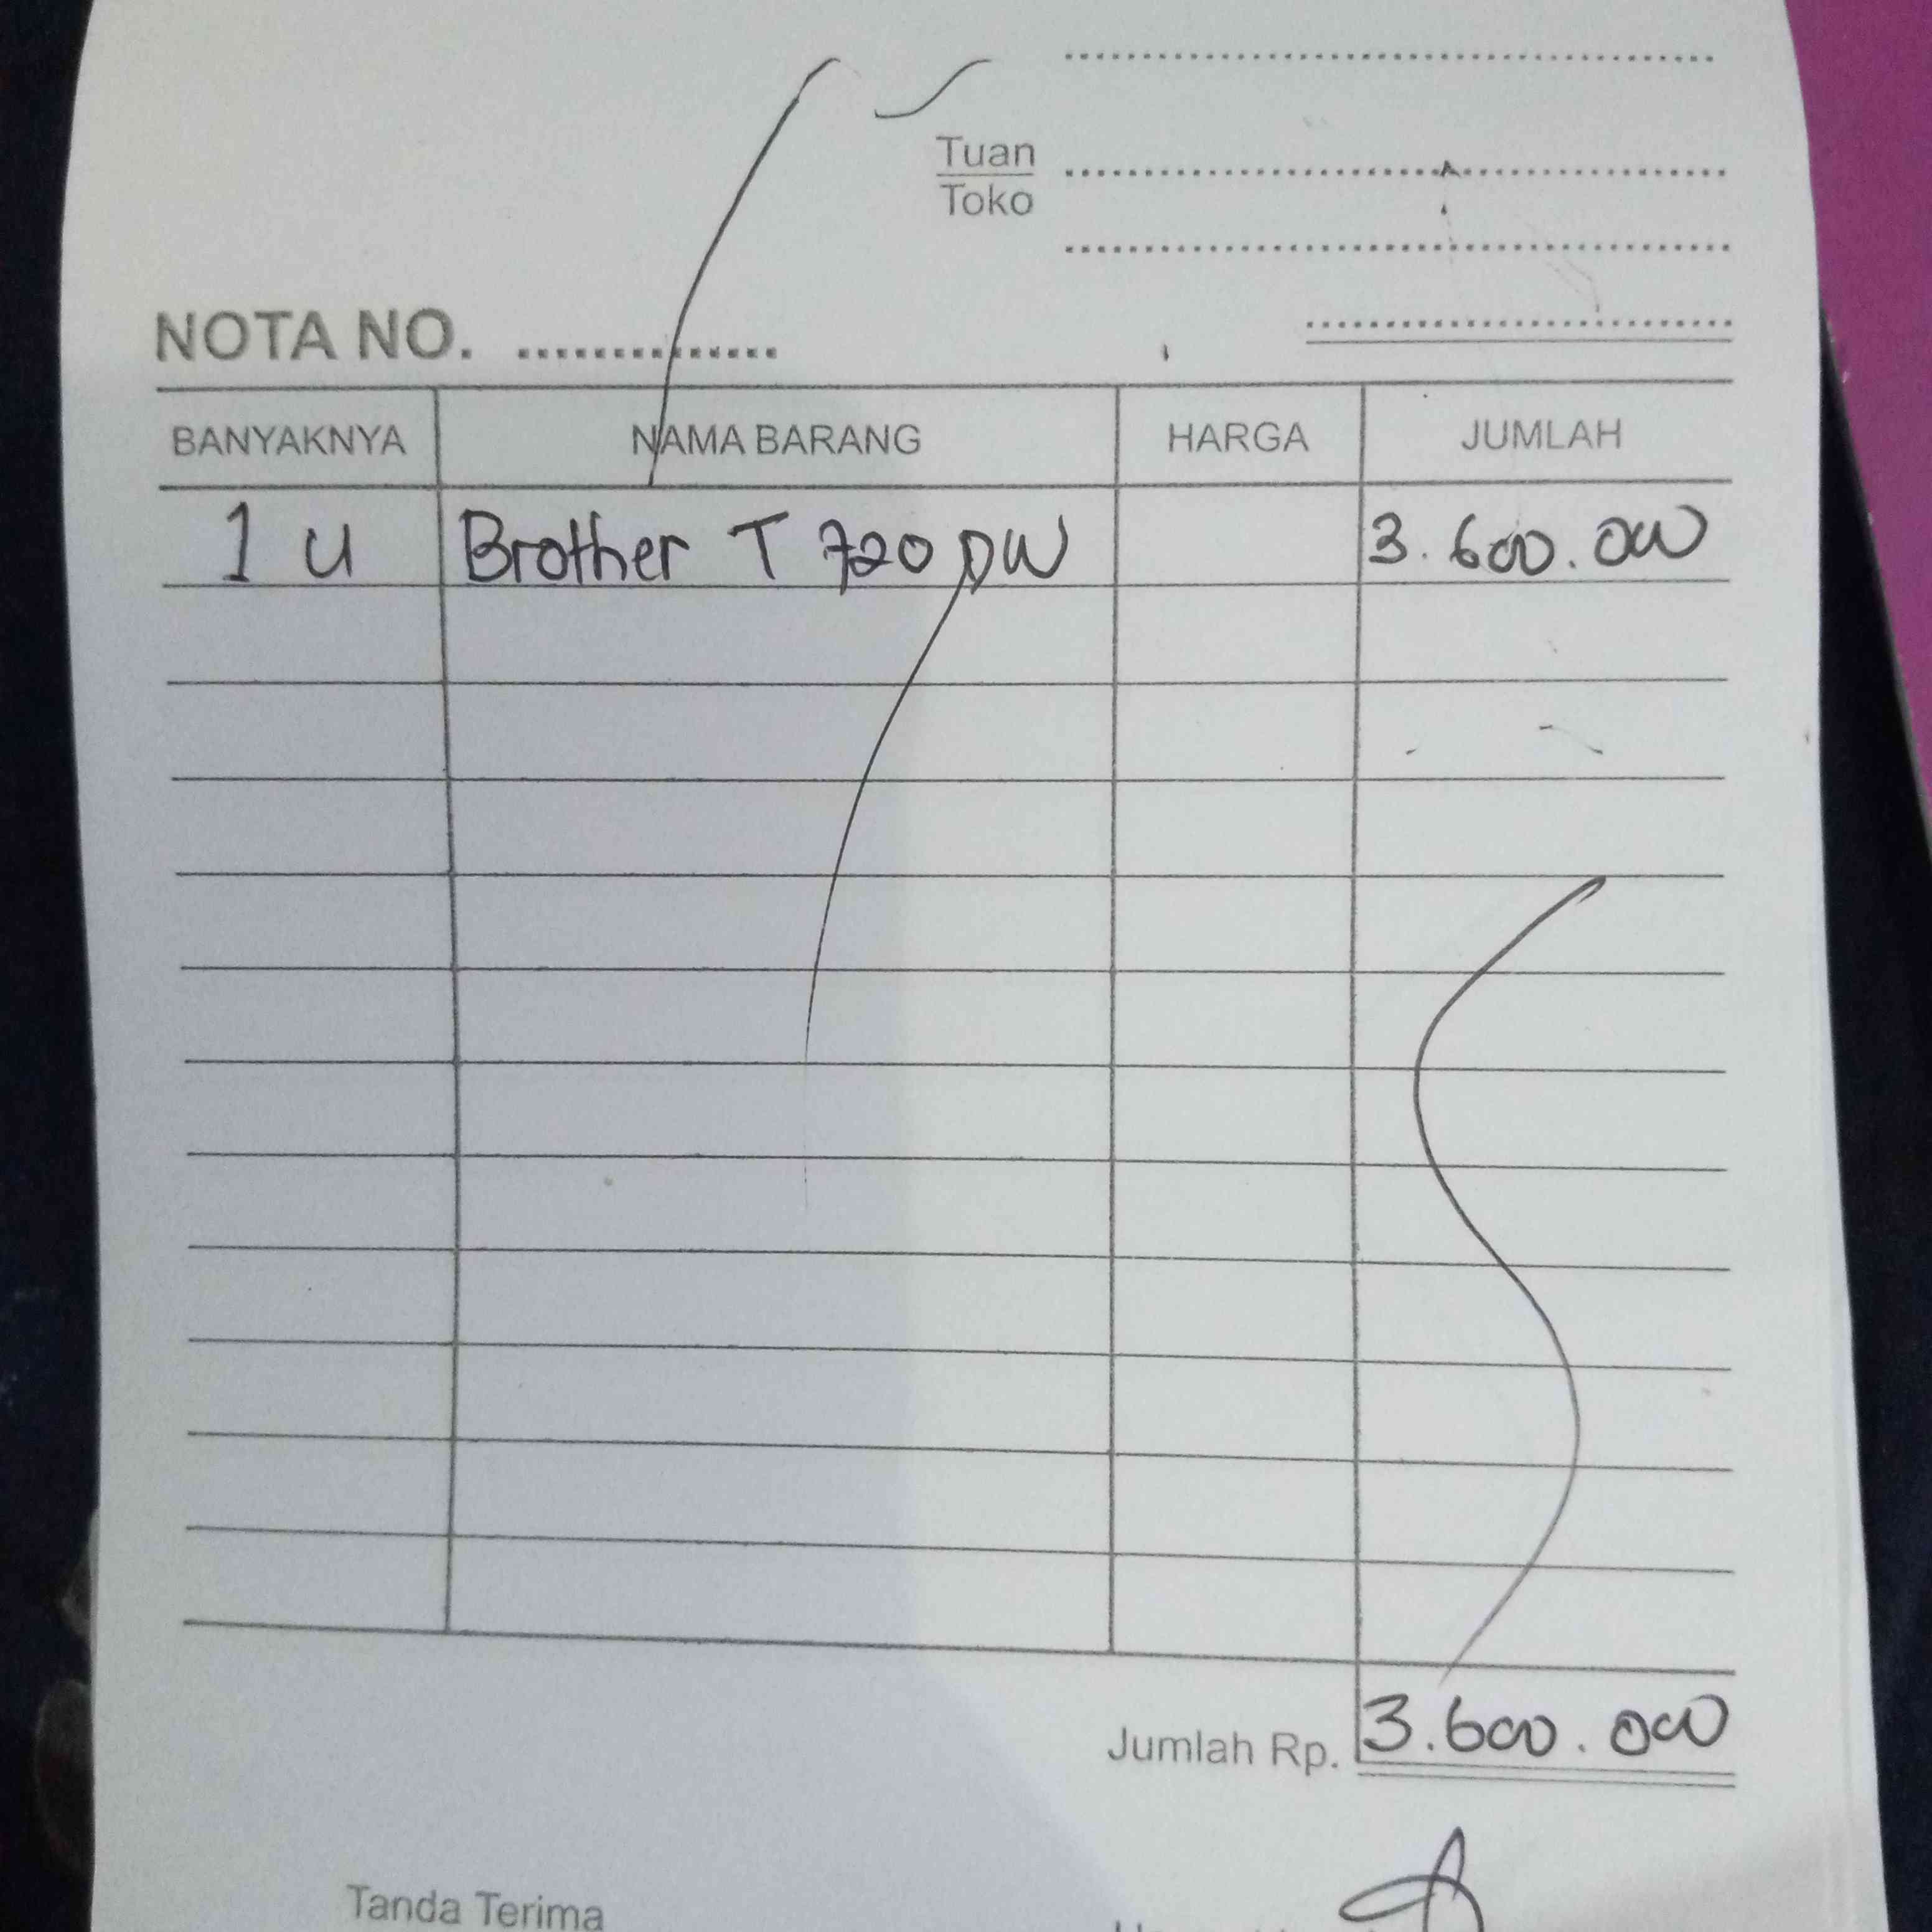 Tuan
Toko
NOTA NO. ..............
BANYAKNYA NAMA BARANG HARGA JUMLAH
1 U Brother T 720 DW 3.600.000
Jumlah Rp. 3.600.000
Tanda Terima